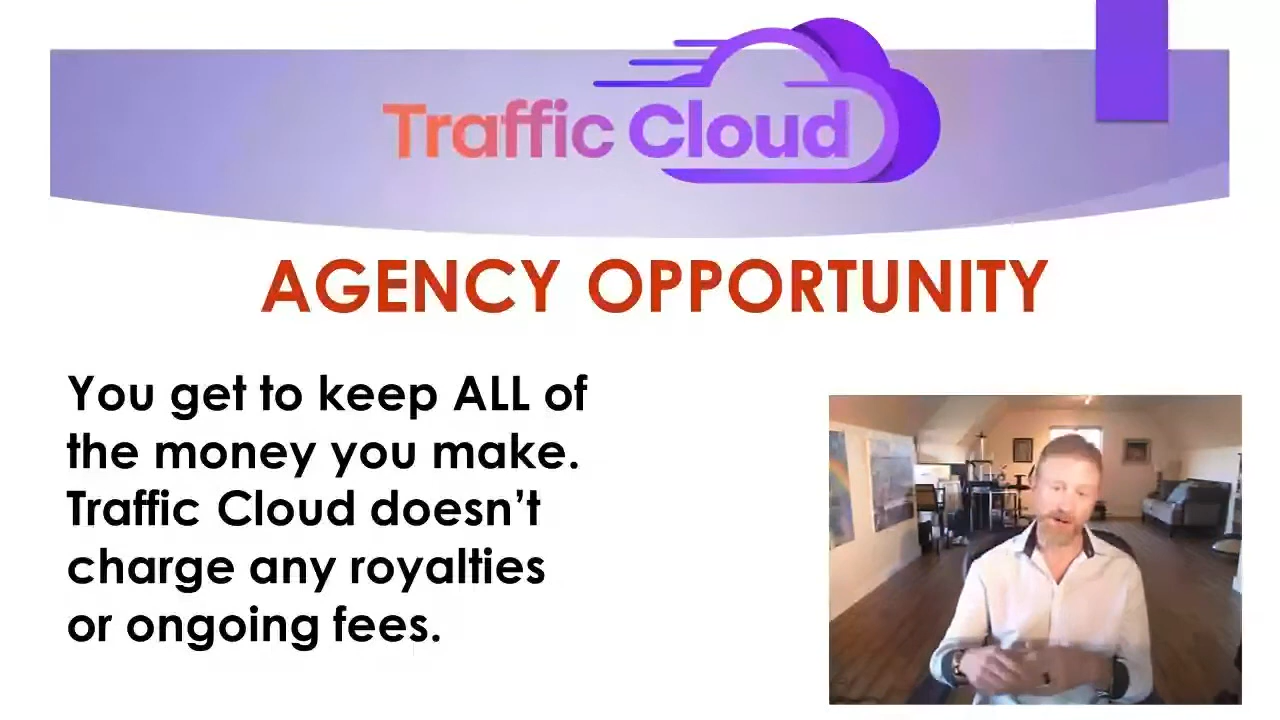 Traffic Cloud
AGENCY OPPORTUNITY
You get to keep ALL of
the money you make.
Traffic Cloud doesn’t
charge any royalties
or ongoing fees.